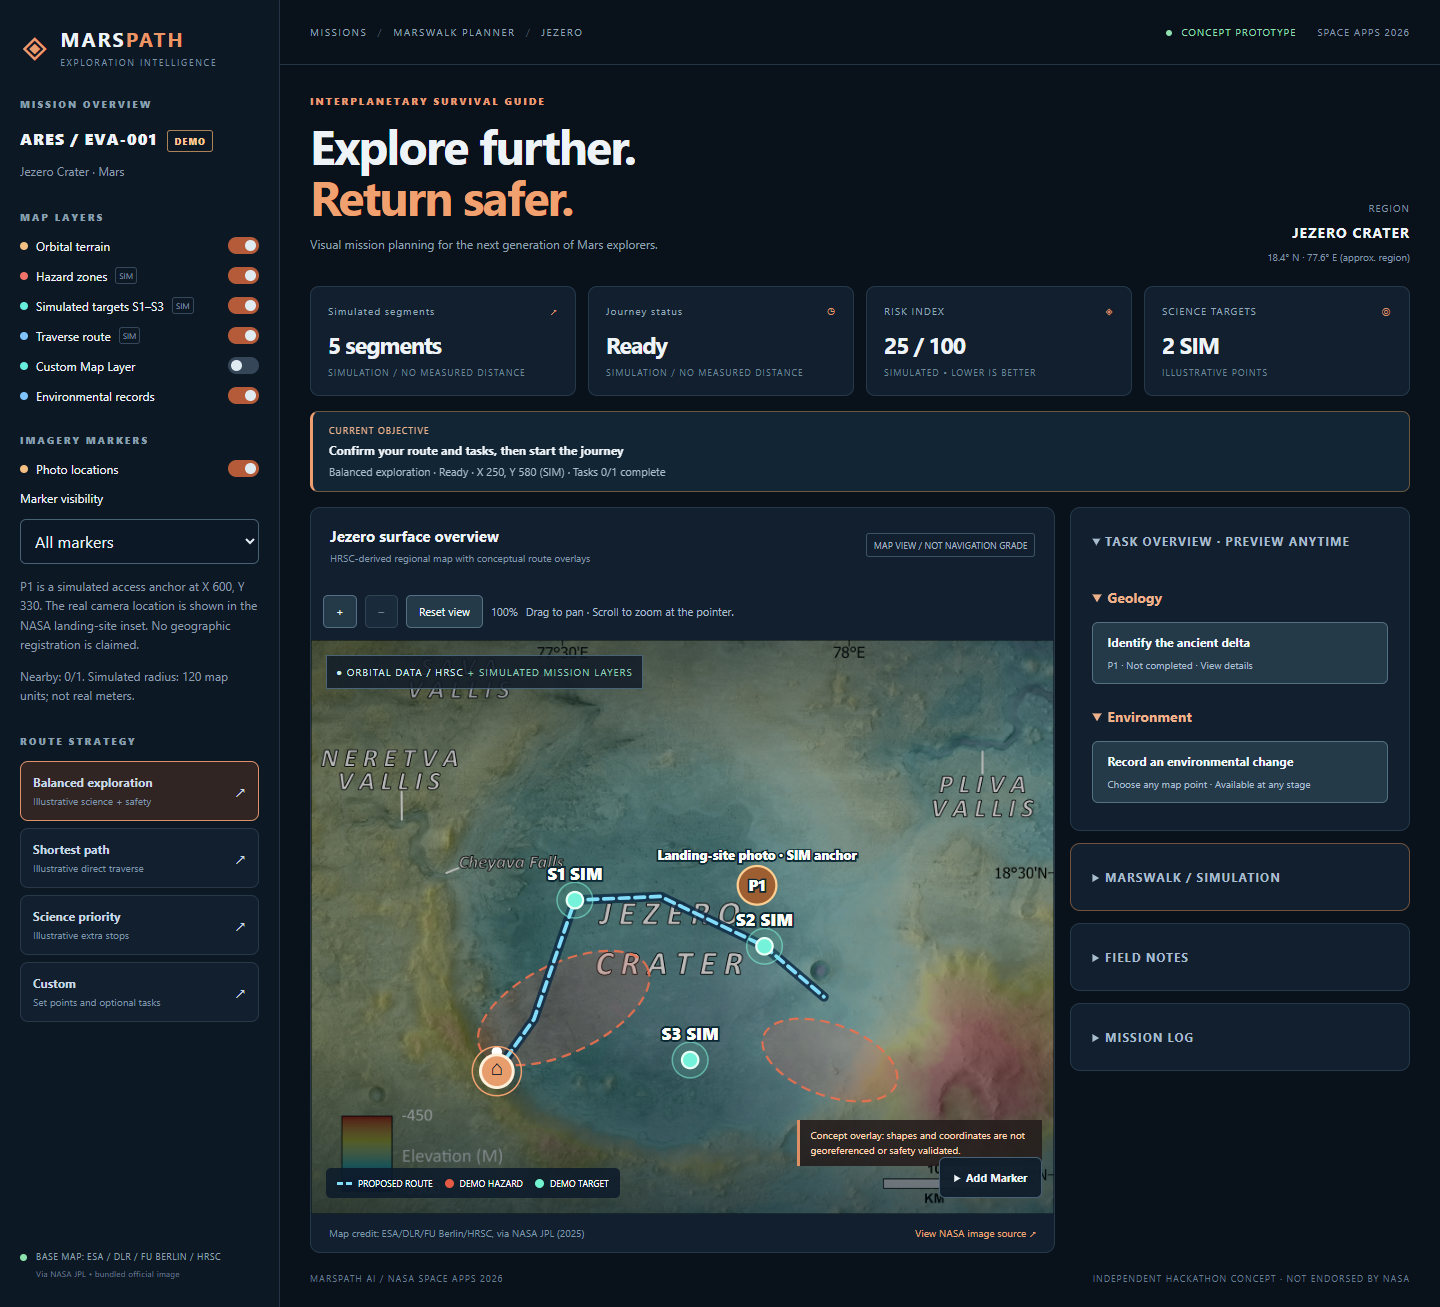 MARSPATH
EXPLORATION INTELLIGENCE
MISSION OVERVIEW
ARES / EVA-001 DEMO
Jezero Crater · Mars
MAP LAYERS
Orbital terrain
Hazard zones SIM
Simulated targets S1–S3 SIM
Traverse route SIM
Custom Map Layer
Environmental records
IMAGERY MARKERS
Photo locations
Marker visibility
All markers
P1 is a simulated access anchor at X 600, Y
330. The real camera location is shown in the
NASA landing-site inset. No geographic
registration is claimed.
Nearby: 0/1. Simulated radius: 120 map
units; not real meters.
ROUTE STRATEGY
Balanced exploration
Illustrative science + safety
↗
Shortest path
Illustrative direct traverse
↗
Science priority
Illustrative extra stops
↗
Custom
Set points and optional tasks
↗
BASE MAP: ESA / DLR / FU BERLIN / HRSC
Via NASA JPL • bundled official image
MISSIONS / MARSWALK PLANNER / JEZERO
CONCEPT PROTOTYPE SPACE APPS 2026
INTERPLANETARY SURVIVAL GUIDE
Explore further.
Return safer.
Visual mission planning for the next generation of Mars explorers.
REGION
JEZERO CRATER
18.4° N · 77.6° E (approx. region)
Simulated segments ↗
5 segments
SIMULATION / NO MEASURED DISTANCE
Journey status
Ready
SIMULATION / NO MEASURED DISTANCE
RISK INDEX
25 / 100
SIMULATED • LOWER IS BETTER
SCIENCE TARGETS
2 SIM
ILLUSTRATIVE POINTS
CURRENT OBJECTIVE
Confirm your route and tasks, then start the journey
Balanced exploration · Ready · X 250, Y 580 (SIM) · Tasks 0/1 complete
Jezero surface overview
HRSC-derived regional map with conceptual route overlays
MAP VIEW / NOT NAVIGATION GRADE
+ − Reset view 100% Drag to pan · Scroll to zoom at the pointer.
77°30'E 78°E
ORBITAL DATA / HRSC + SIMULATED MISSION LAYERS
VALLIS
NERETVA
VALLIS
PLIVA
VALLIS
Cheyava Falls
S1 SIM
Landing-site photo · SIM anchor
P1
18°30'N
JEZERO
S2 SIM
CRATER
S3 SIM
-450
Elevation (M)
Concept overlay: shapes and coordinates are not
georeferenced or safety validated.
▸ Add Marker
KM
PROPOSED ROUTE DEMO HAZARD DEMO TARGET
Map credit: ESA/DLR/FU Berlin/HRSC, via NASA JPL (2025)
View NASA image source ↗
▾ TASK OVERVIEW · PREVIEW ANYTIME
▾ Geology
Identify the ancient delta
P1 · Not completed · View details
▾ Environment
Record an environmental change
Choose any map point · Available at any stage
▸ MARSWALK / SIMULATION
▸ FIELD NOTES
▸ MISSION LOG
MARSPATH AI / NASA SPACE APPS 2026
INDEPENDENT HACKATHON CONCEPT · NOT ENDORSED BY NASA